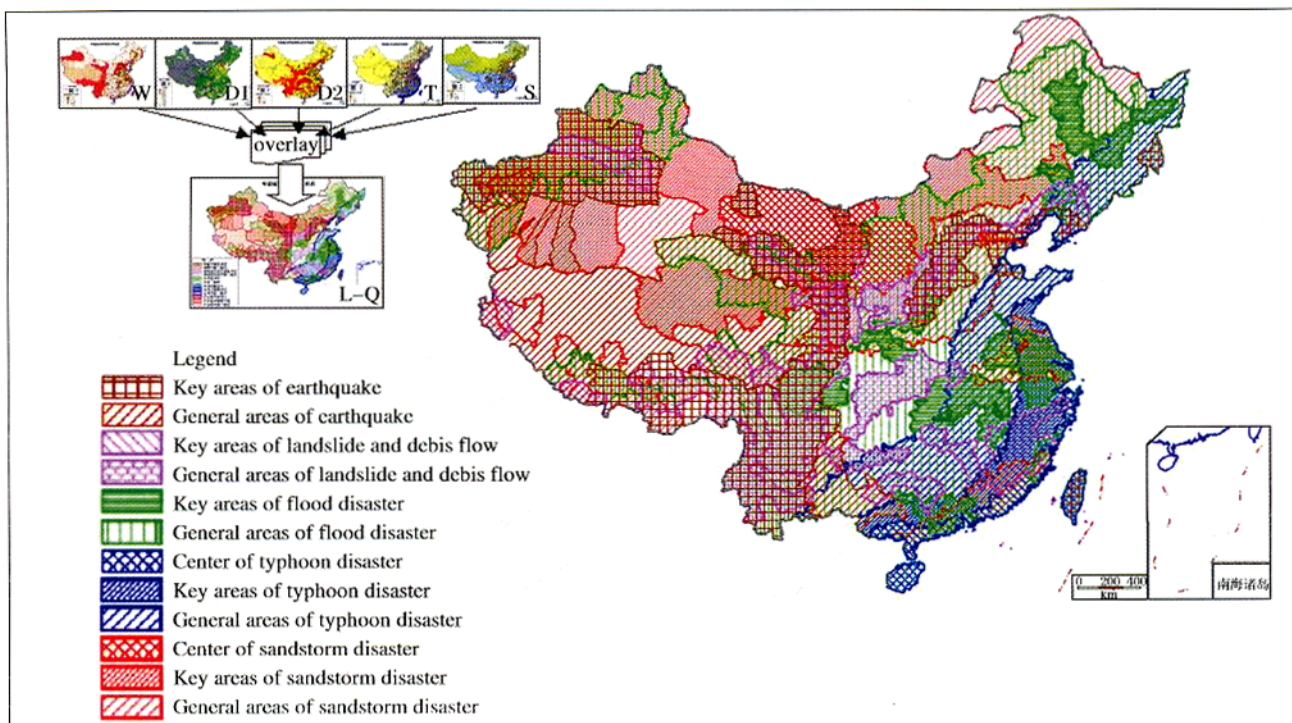 W
D1
D2
T
S
overlay
L-Q
Legend
Key areas of earthquake
General areas of earthquake
Key areas of landslide and debis flow
General areas of landslide and debis flow
Key areas of flood disaster
General areas of flood disaster
Center of typhoon disaster
Key areas of typhoon disaster
General areas of typhoon disaster
Center of sandstorm disaster
Key areas of sandstorm disaster
General areas of sandstorm disaster
0 200 400
km
南海诸岛